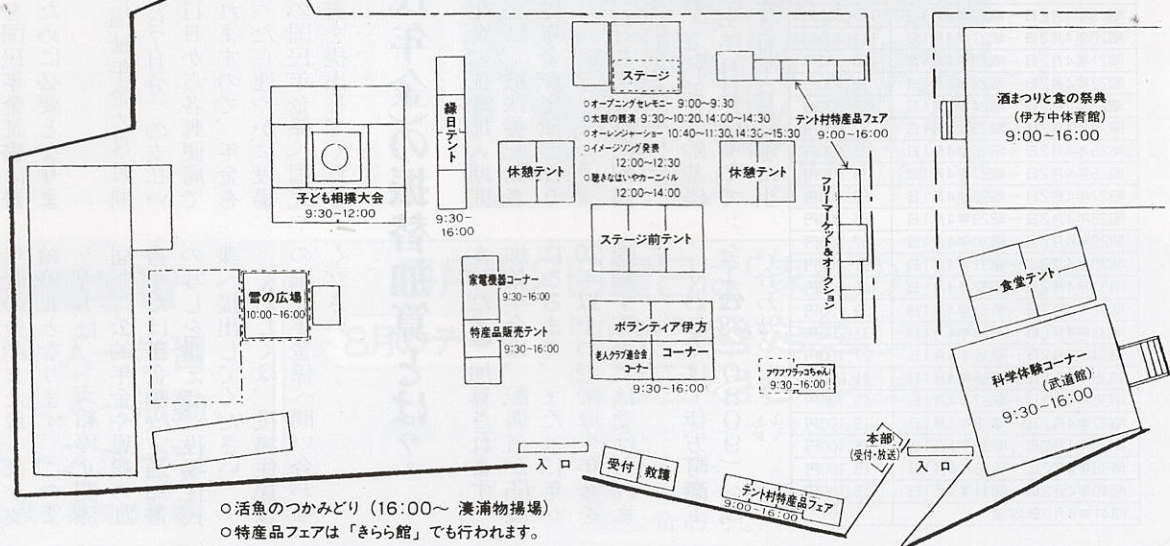 ステージ
○オープニングセレモニー 9:00~9:30
○太鼓の競演 9:30~10:20.14:00~14:30
○オーレンジャーショー 10:40~11:30.14:30~15:30
○イメージソング発表
12:00~12:30
○聴きなはいやカーニバル
12:00~14:00
テント村特産品フェア
9:00~16:00
酒まつりと食の祭典
(伊方中体育館)
9:00~16:00
縁日テント
9:30~
16:00
休憩テント
休憩テント
子ども相撲大会
9:30~12:00
ステージ前テント
フリーマーケット&オークション
食堂テント
雪の広場
10:00~16:00
家電機器コーナー
9:30~16:00
特産品販売テント
9:30~16:00
ボランティア伊方
コーナー
老人クラブ連合会
コーナー
9:30~16:00
フワフワラッコちゃん
9:30~16:00
科学体験コーナー
(武道館)
9:30~16:00
本部
(受付・放送)
入口
入口
受付
救護
テント村特産品フェア
9:00~16:00
○活魚のつかみどり (16:00~ 湊浦物揚場)
○特産品フェアは「きらら館」でも行われます。